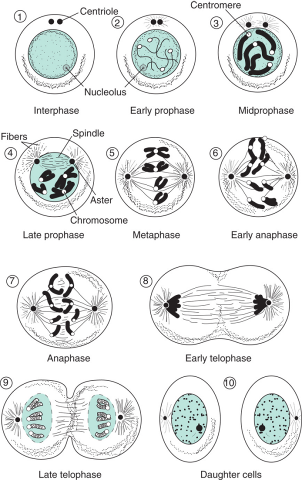 Centriole
Centromere
1
2
3
Nucleolus
Interphase
Early prophase
Midprophase
Fibers
Spindle
4
5
6
Aster
Chromosome
Late prophase
Metaphase
Early anaphase
7
8
Anaphase
Early telophase
9
10
Late telophase
Daughter cells